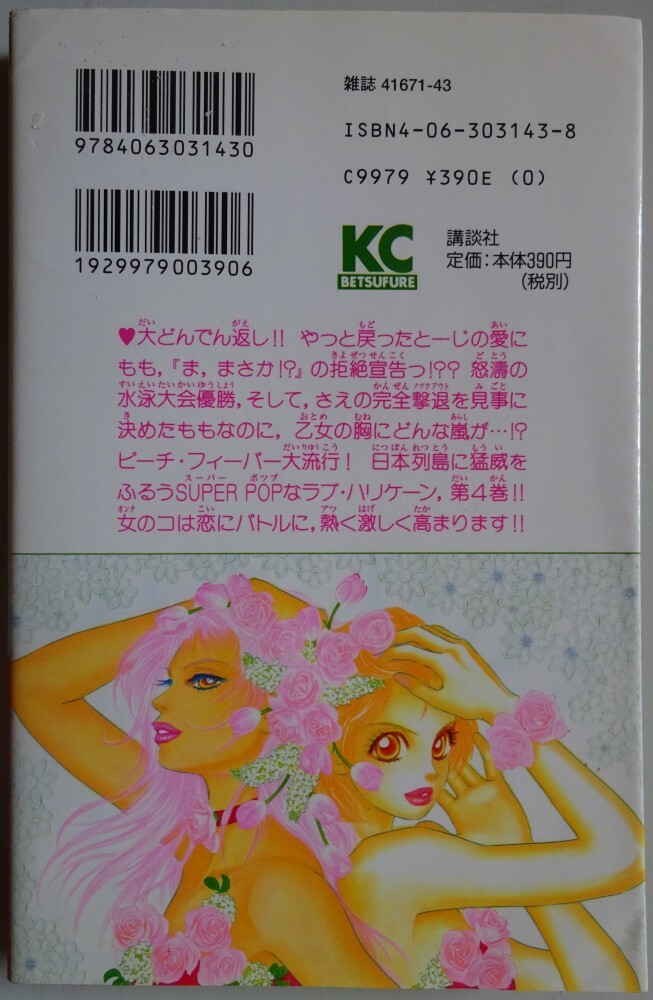 9784063031430
雑誌 41671-43
ISBN4-06-303143-8
C9979 ¥390E (0)
1929979003906
KC
BETSUFURE
講談社
定価:本体390円
(税別)
♥大どんでん返し!! やっと戻ったとーじの愛に
もも,『ま,まさか!?』の拒絶宣告っ!?? 怒濤の
水泳大会優勝,そして,さえの完全撃退を見事に
決めたももなのに,乙女の胸にどんな嵐が…!?
ピーチ・フィーバー大流行! 日本列島に猛威を
ふるうSUPER POPなラブ・ハリケーン,第4巻!!
女のコは恋にバトルに,熱く激しく高まります!!